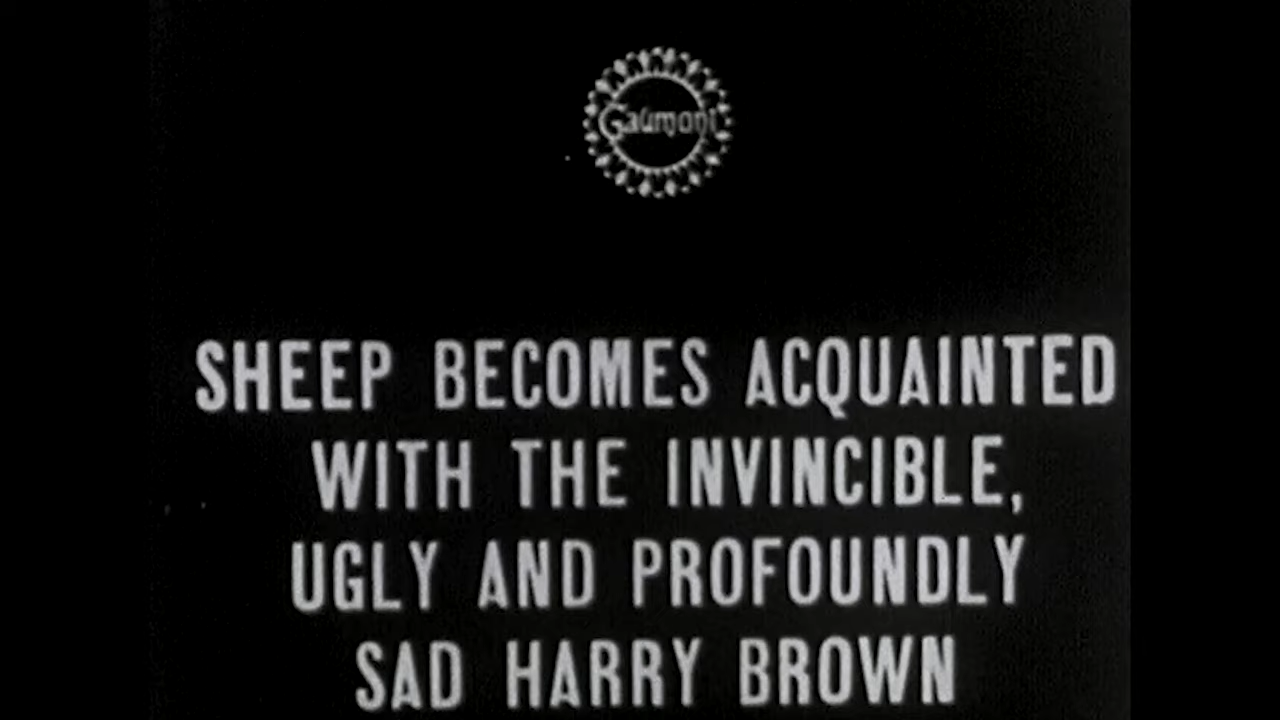 Gaumont
SHEEP BECOMES ACQUAINTED
WITH THE INVINCIBLE,
UGLY AND PROFOUNDLY
SAD HARRY BROWN